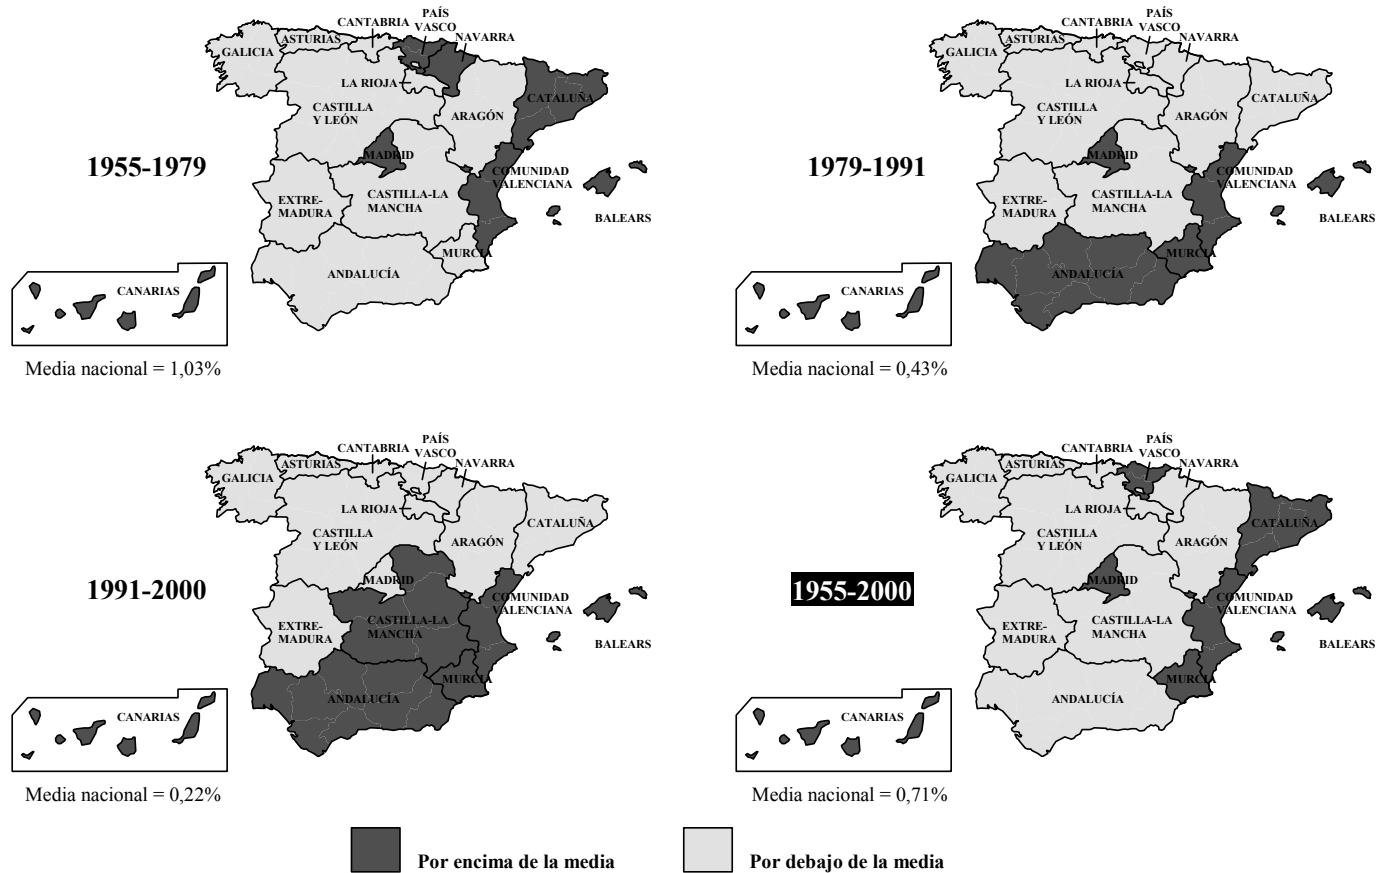 PAÍS
VASCO
CANTABRIA
NAVARRA
ASTURIAS
GALICIA
LA RIOJA
CATALUÑA
CASTILLA
Y LEÓN
ARAGÓN
MADRID
1955-1979
COMUNIDAD
VALENCIANA
EXTRE-
MADURA
CASTILLA-LA
MANCHA
BALEARS
MURCIA
ANDALUCÍA
CANARIAS
Media nacional = 1,03%
PAÍS
VASCO
CANTABRIA
NAVARRA
ASTURIAS
GALICIA
LA RIOJA
CATALUÑA
CASTILLA
Y LEÓN
ARAGÓN
MADRID
1979-1991
COMUNIDAD
VALENCIANA
EXTRE-
MADURA
CASTILLA-LA
MANCHA
BALEARS
MURCIA
ANDALUCÍA
CANARIAS
Media nacional = 0,43%
PAÍS
VASCO
CANTABRIA
NAVARRA
ASTURIAS
GALICIA
LA RIOJA
CATALUÑA
CASTILLA
Y LEÓN
ARAGÓN
MADRID
1991-2000
COMUNIDAD
VALENCIANA
EXTRE-
MADURA
CASTILLA-LA
MANCHA
BALEARS
MURCIA
ANDALUCÍA
CANARIAS
Media nacional = 0,22%
PAÍS
VASCO
CANTABRIA
NAVARRA
ASTURIAS
GALICIA
LA RIOJA
CATALUÑA
CASTILLA
Y LEÓN
ARAGÓN
MADRID
1955-2000
COMUNIDAD
VALENCIANA
EXTRE-
MADURA
CASTILLA-LA
MANCHA
BALEARS
MURCIA
ANDALUCÍA
CANARIAS
Media nacional = 0,71%
Por encima de la media
Por debajo de la media